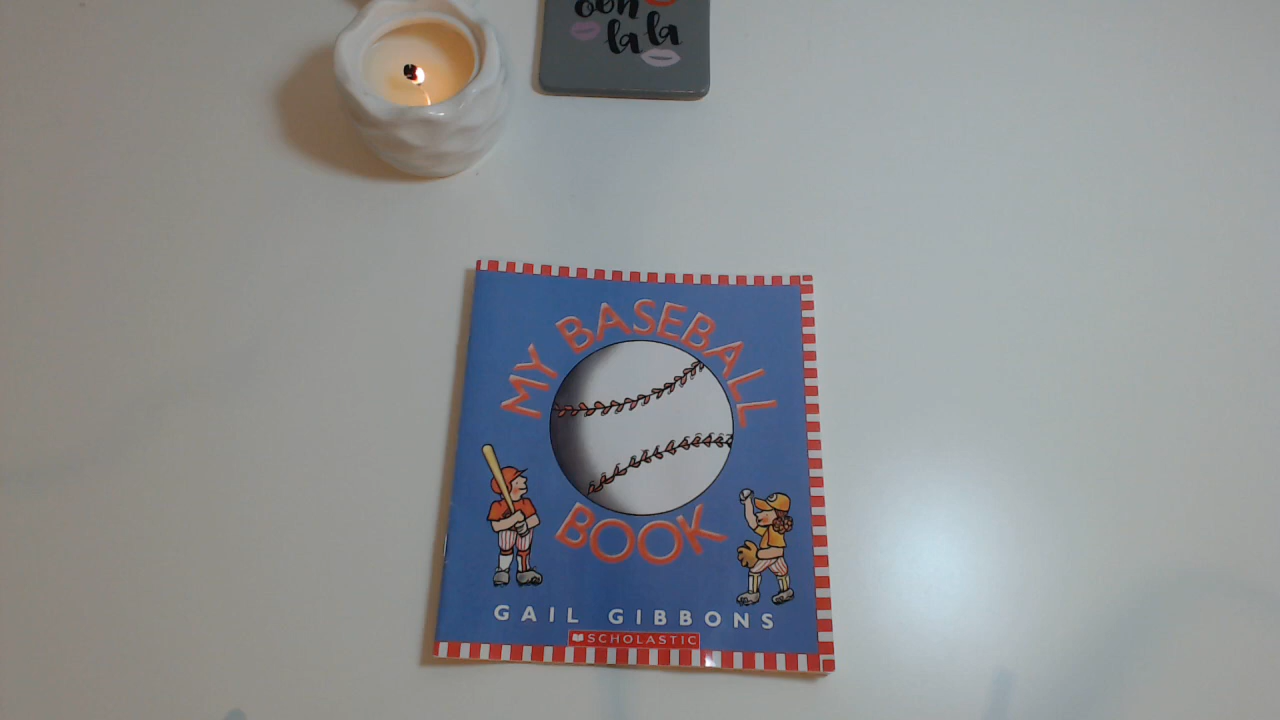 ooh
la la
MY BASEBALL
BOOK
GAIL GIBBONS
SCHOLASTIC